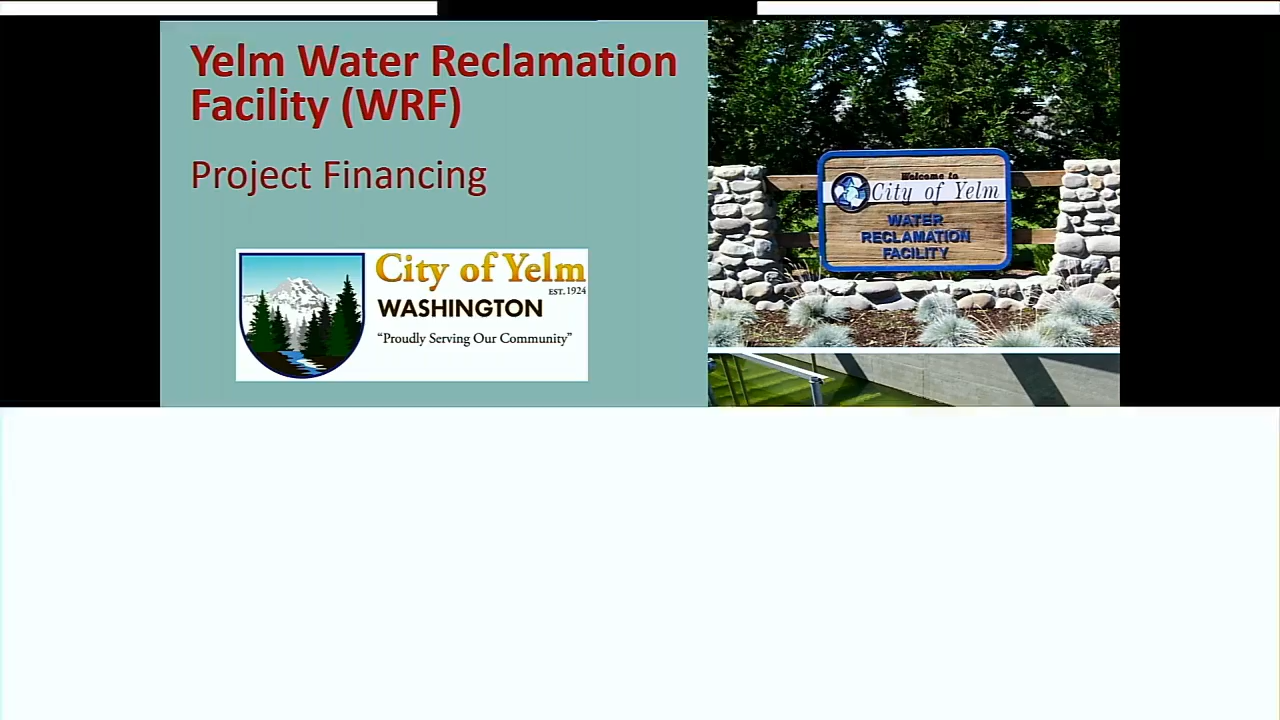 Yelm Water Reclamation
Facility (WRF)
Project Financing
City of Yelm
EST. 1924
WASHINGTON
“Proudly Serving Our Community”
Welcome to
City of Yelm
WATER
RECLAMATION
FACILITY